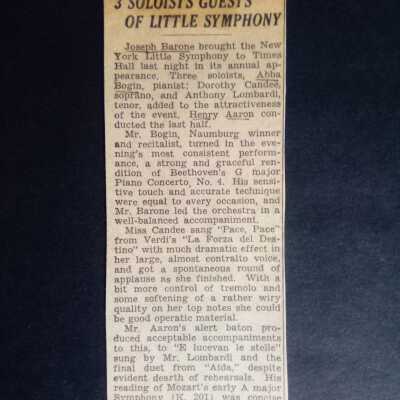 3 SOLOISTS GUESTS
OF LITTLE SYMPHONY
Joseph Barone brought the New
York Little Symphony to Times
Hall last night in its annual ap-
pearance. Three soloists, Abba
Bogin, pianist; Dorothy Candee,
soprano, and Anthony Lombardi,
tenor, added to the attractiveness
of the event. Henry Aaron con-
ducted the last half.
Mr. Bogin, Naumburg winner
and recitalist, turned in the eve-
ning's most consistent perform-
ance, a strong and graceful ren-
dition of Beethoven's G major
Piano Concerto, No. 4. His sensi-
tive touch and accurate technique
were equal to every occasion, and
Mr. Barone led the orchestra in a
well-balanced accompaniment.
Miss Candee sang "Pace, Pace"
from Verdi's "La Forza del Des-
tino" with much dramatic effect in
her large, almost contralto voice,
and got a spontaneous round of
applause as she finished. With a
bit more control of tremolo and
some softening of a rather wiry
quality on her top notes she could
be good operatic material.
Mr. Aaron's alert baton pro-
duced acceptable accompaniments
to this, to "E lucevan le stelle"
sung by Mr. Lombardi and the
final duet from "Aida," despite
evident dearth of rehearsals. His
reading of Mozart's early A major
Symphony (K. 201) was concise